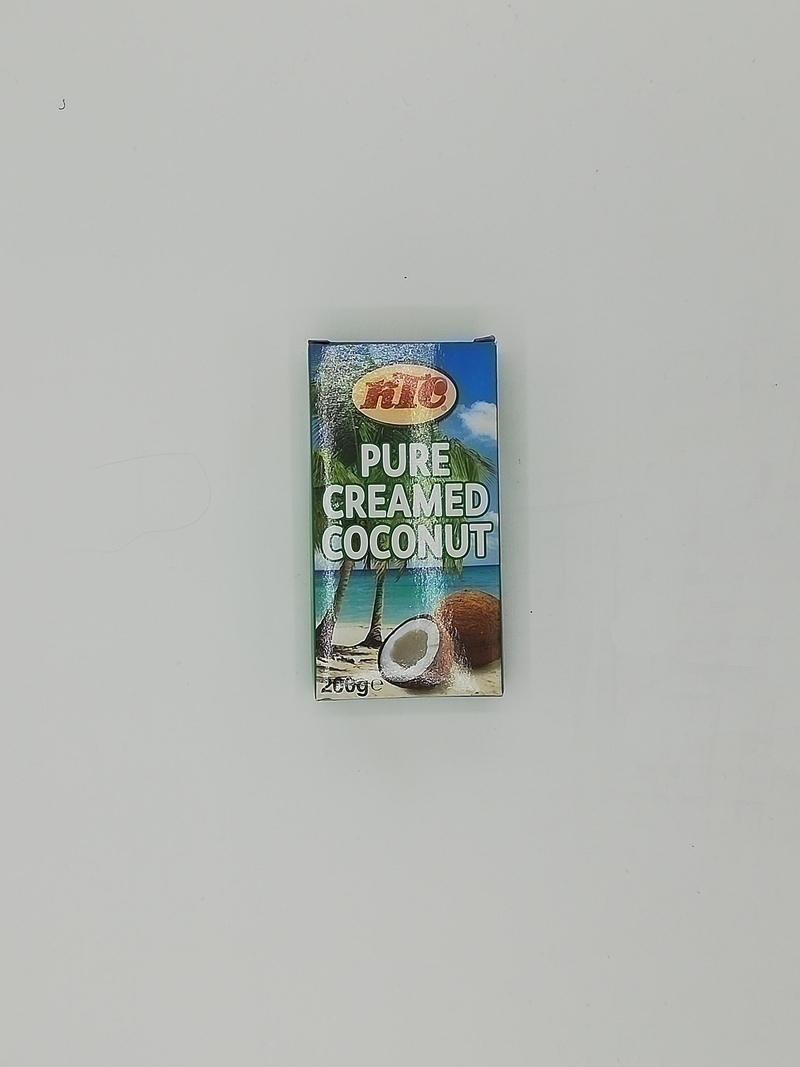 KTC
PURE
CREAMED
COCONUT
200g℮